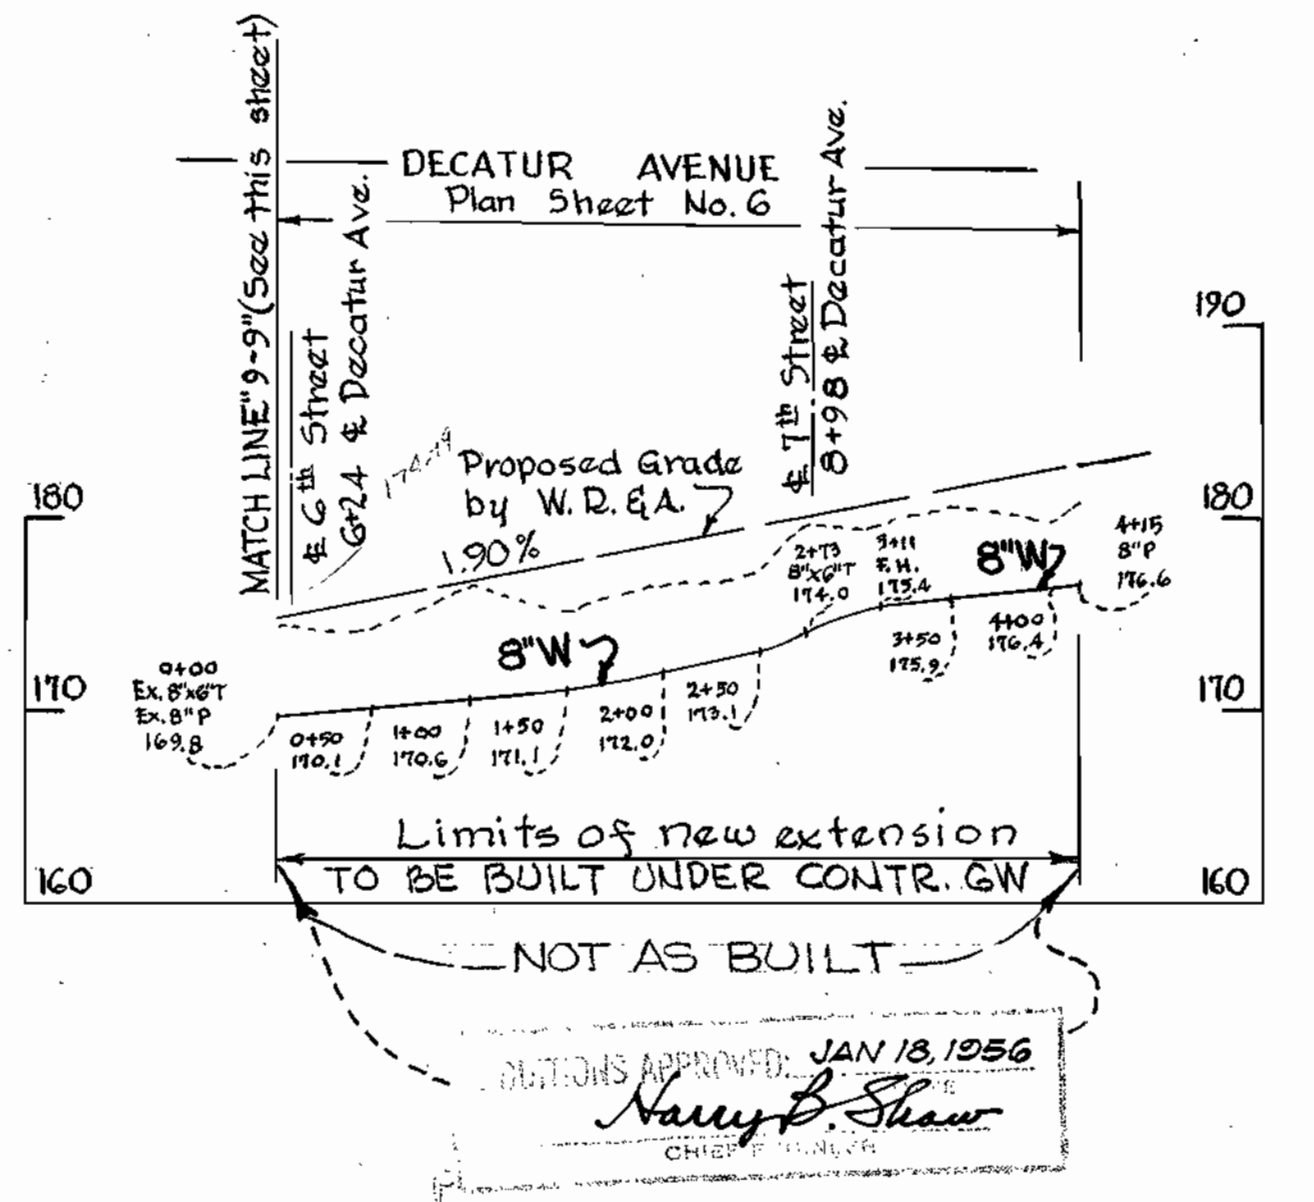 MATCH LINE "9-9" (See this sheet)
DECATUR AVENUE
Plan Sheet No. 6
℄ 6th Street
6+24 ℄ Decatur Ave.
℄ 7th Street
8+98 ℄ Decatur Ave.
190
174.19
Proposed Grade
by W. R. & A.
1.90%
180
180
2+73
8"x6"T
174.0
3+11
F.H.
175.4
8"W
4+15
8"P
176.6
8"W
3+50
175.9
4+00
176.4
0+00
Ex. 8"x6"T
Ex. 8"P
169.8
170
170
0+50
170.1
1+00
170.6
1+50
171.1
2+00
172.0
2+50
173.1
Limits of new extension
TO BE BUILT UNDER CONTR. GW
160
160
NOT AS BUILT
APPROVED: JAN 18, 1956
Harry B. Shaw
CHIEF